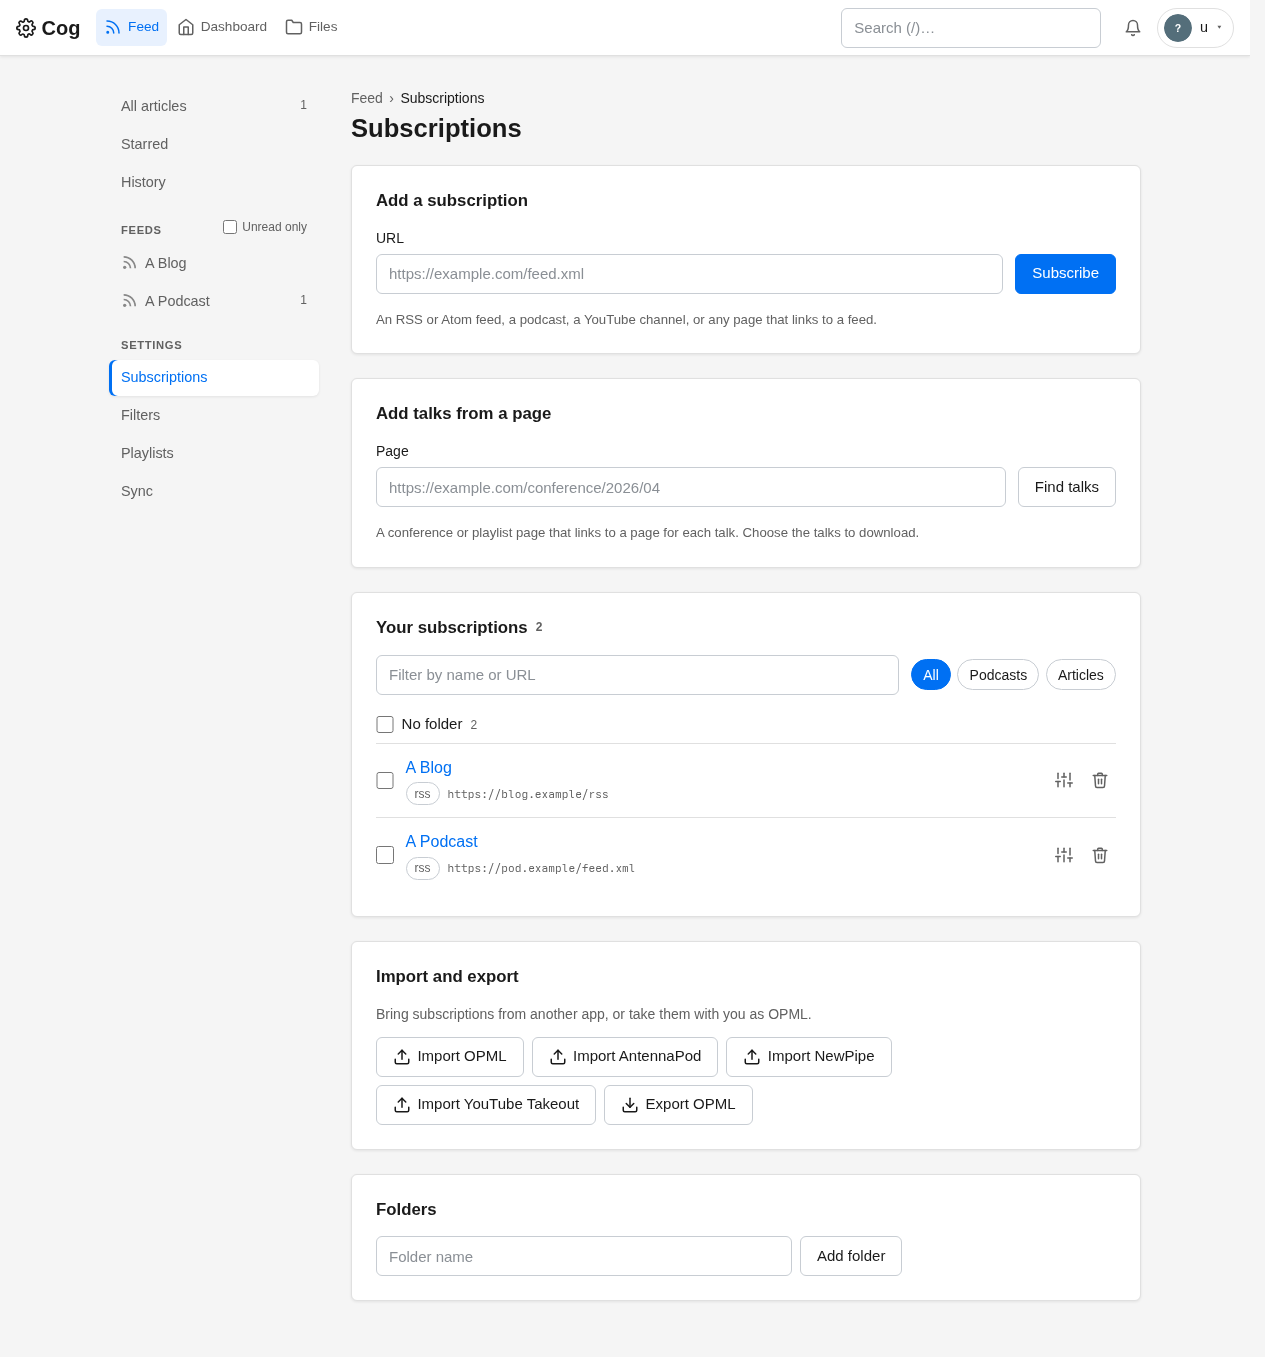 Cog Feed Dashboard Files Search (/)… ? u
All articles 1
Starred
History
FEEDS Unread only
A Blog
A Podcast 1
SETTINGS
Subscriptions
Filters
Playlists
Sync
Feed › Subscriptions
Subscriptions
Add a subscription
URL
https://example.com/feed.xml Subscribe
An RSS or Atom feed, a podcast, a YouTube channel, or any page that links to a feed.
Add talks from a page
Page
https://example.com/conference/2026/04 Find talks
A conference or playlist page that links to a page for each talk. Choose the talks to download.
Your subscriptions 2
Filter by name or URL All Podcasts Articles
No folder 2
A Blog
rss https://blog.example/rss
A Podcast
rss https://pod.example/feed.xml
Import and export
Bring subscriptions from another app, or take them with you as OPML.
Import OPML Import AntennaPod Import NewPipe
Import YouTube Takeout Export OPML
Folders
Folder name Add folder